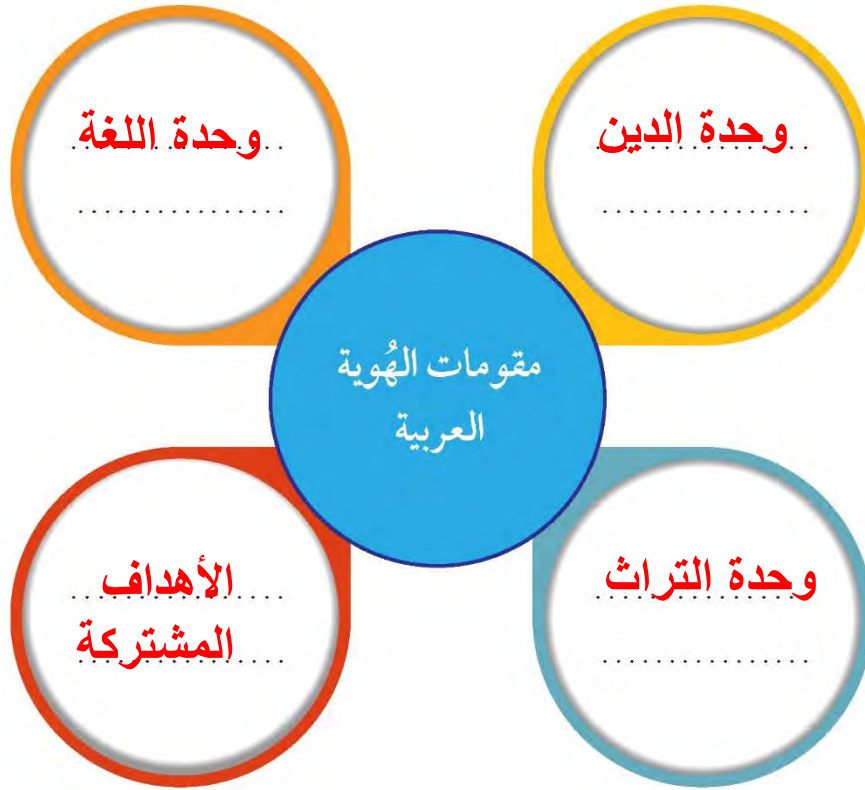 وحدة الدين
وحدة اللغة
مقومات الهُوية
العربية
وحدة التراث
الأهداف
المشتركة